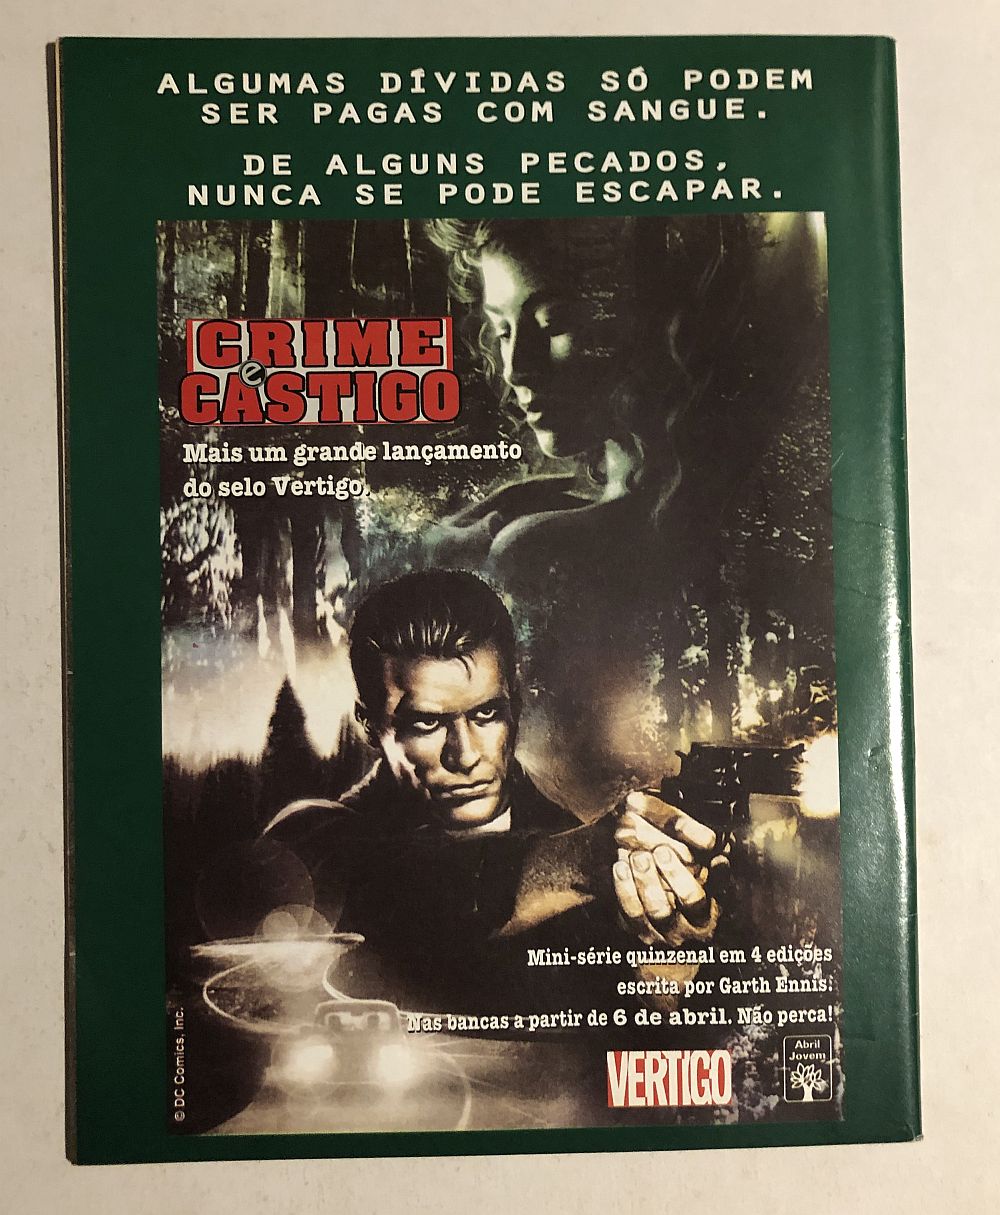 ALGUMAS DÍVIDAS SÓ PODEM
SER PAGAS COM SANGUE.
DE ALGUNS PECADOS,
NUNCA SE PODE ESCAPAR.
CRIME
e
CASTIGO
Mais um grande lançamento
do selo Vertigo.
Mini-série quinzenal em 4 edições
escrita por Garth Ennis.
Nas bancas a partir de 6 de abril. Não perca!
VERTIGO
Abril
Jovem
© DC Comics, Inc.